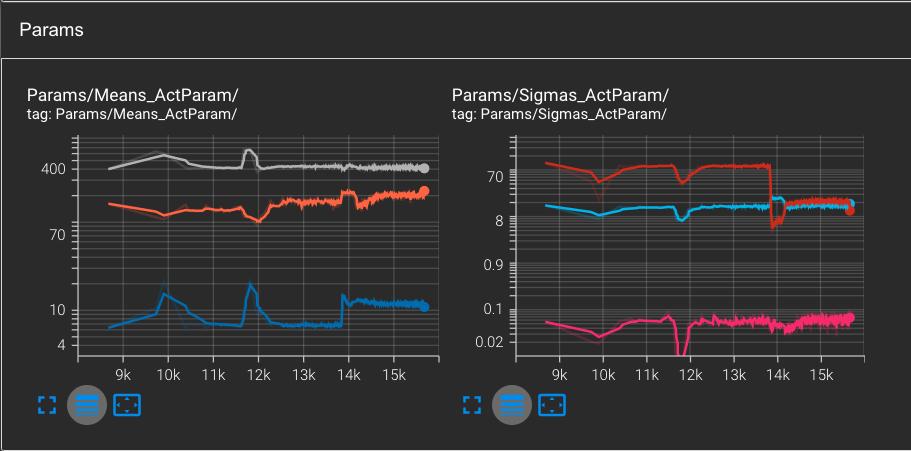 Params
Params/Means_ActParam/
tag: Params/Means_ActParam/
400
70
10
4
9k 10k 11k 12k 13k 14k 15k
Params/Sigmas_ActParam/
tag: Params/Sigmas_ActParam/
70
8
0.9
0.1
0.02
9k 10k 11k 12k 13k 14k 15k